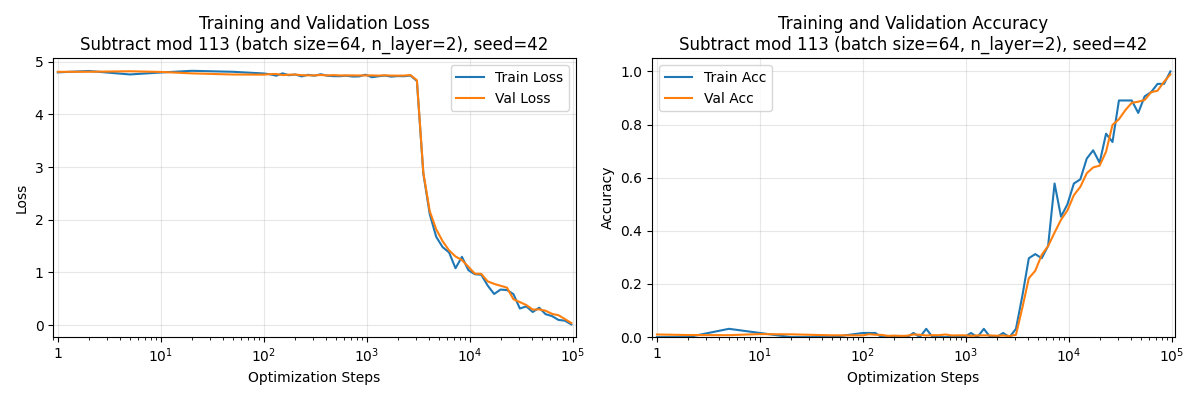 Training and Validation Loss
Subtract mod 113 (batch size=64, n_layer=2), seed=42
5
4
3
2
1
0
Loss
Train Loss
Val Loss
1
10^1
10^2
10^3
10^4
10^5
Optimization Steps
Training and Validation Accuracy
Subtract mod 113 (batch size=64, n_layer=2), seed=42
1.0
0.8
0.6
0.4
0.2
0.0
Accuracy
Train Acc
Val Acc
1
10^1
10^2
10^3
10^4
10^5
Optimization Steps